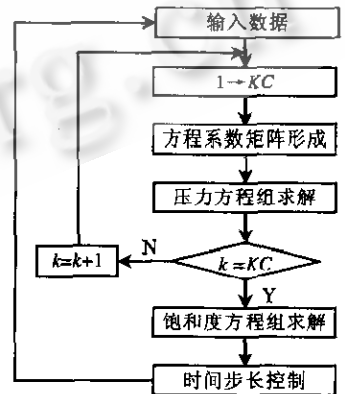 输入数据
1→KC
方程系数矩阵形成
压力方程组求解
k=KC
N
k=k+1
Y
饱和度方程组求解
时间步长控制